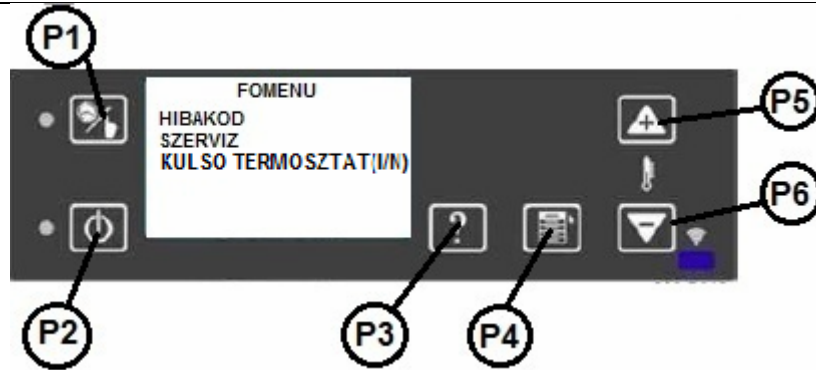 P1
FOMENU
HIBAKOD
SZERVIZ
KULSO TERMOSZTAT(I/N)
P5
P6
?
P2
P3
P4